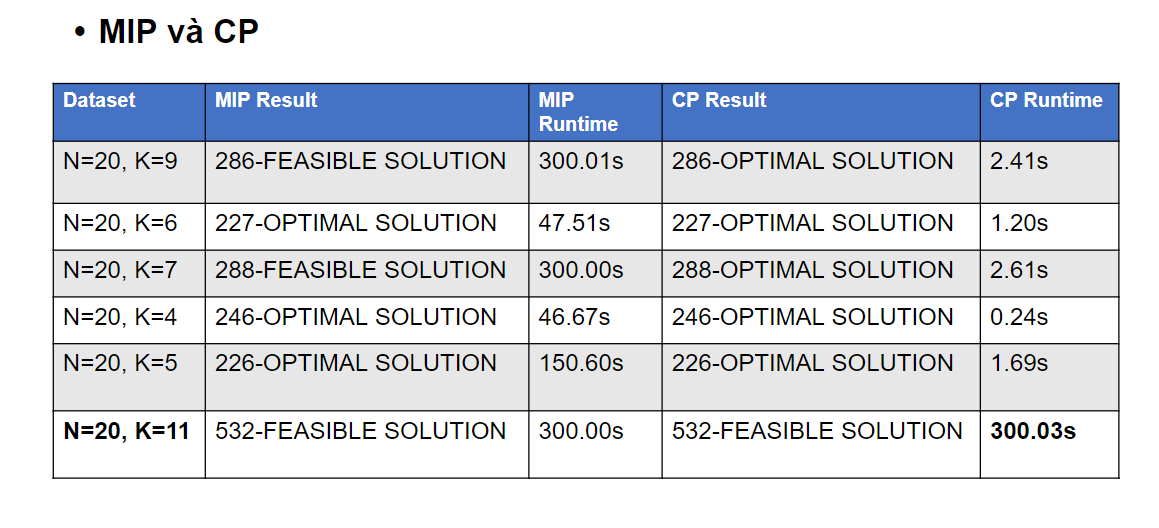 • MIP và CP
Dataset MIP Result MIP Runtime CP Result CP Runtime
N=20, K=9 286-FEASIBLE SOLUTION 300.01s 286-OPTIMAL SOLUTION 2.41s
N=20, K=6 227-OPTIMAL SOLUTION 47.51s 227-OPTIMAL SOLUTION 1.20s
N=20, K=7 288-FEASIBLE SOLUTION 300.00s 288-OPTIMAL SOLUTION 2.61s
N=20, K=4 246-OPTIMAL SOLUTION 46.67s 246-OPTIMAL SOLUTION 0.24s
N=20, K=5 226-OPTIMAL SOLUTION 150.60s 226-OPTIMAL SOLUTION 1.69s
N=20, K=11 532-FEASIBLE SOLUTION 300.00s 532-FEASIBLE SOLUTION 300.03s